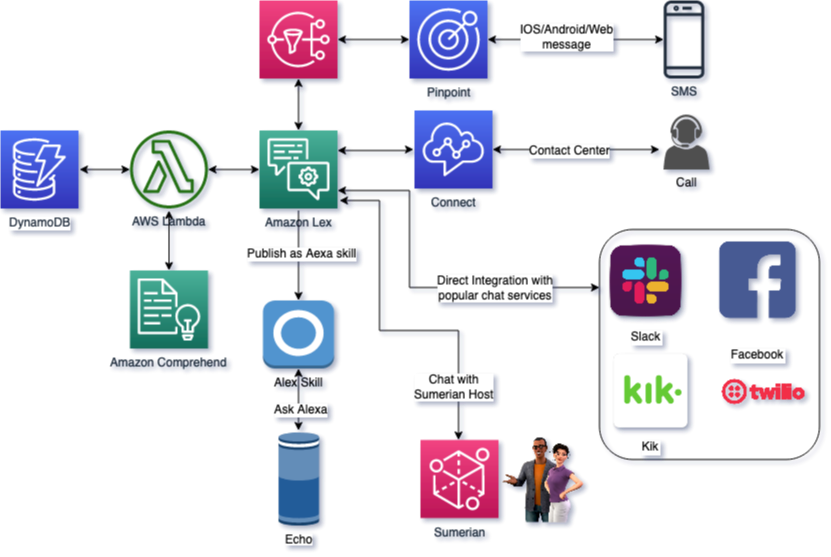 IOS/Android/Web
message
Pinpoint
SMS
Contact Center
Call
DynamoDB
AWS Lambda
Amazon Lex
Connect
Publish as Aexa skill
Direct Integration with
popular chat services
Slack
Facebook
Amazon Comprehend
Alex Skill
Chat with
Sumerian Host
kik
twilio
Ask Alexa
Kik
Sumerian
Echo